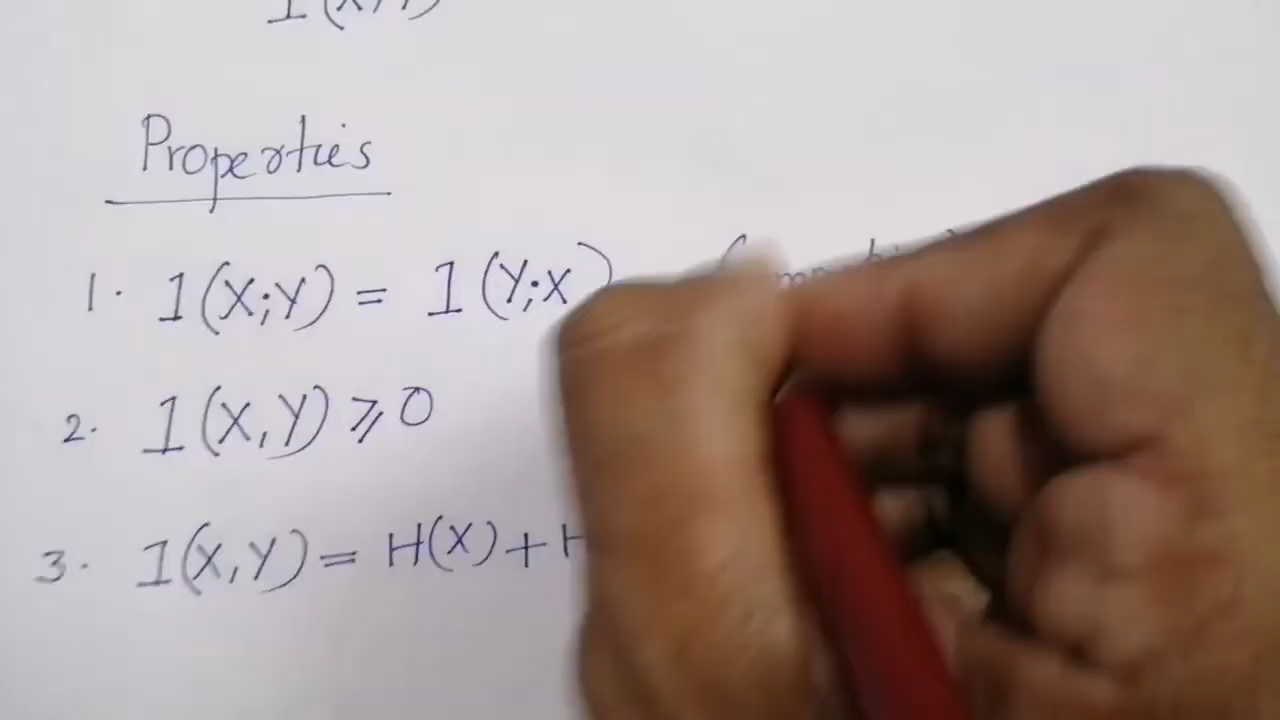 Properties
1. I(X;Y) = I(Y;X)
2. I(X,Y) ⩾ 0
3. I(X,Y) = H(X) + H